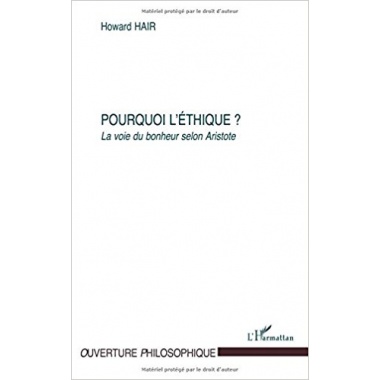 Matériel protégé par le droit d'auteur
Howard HAIR
POURQUOI L'ÉTHIQUE ?
La voie du bonheur selon Aristote
L'Harmattan
OUVERTURE PHILOSOPHIQUE
Matériel protégé par le droit d'auteur